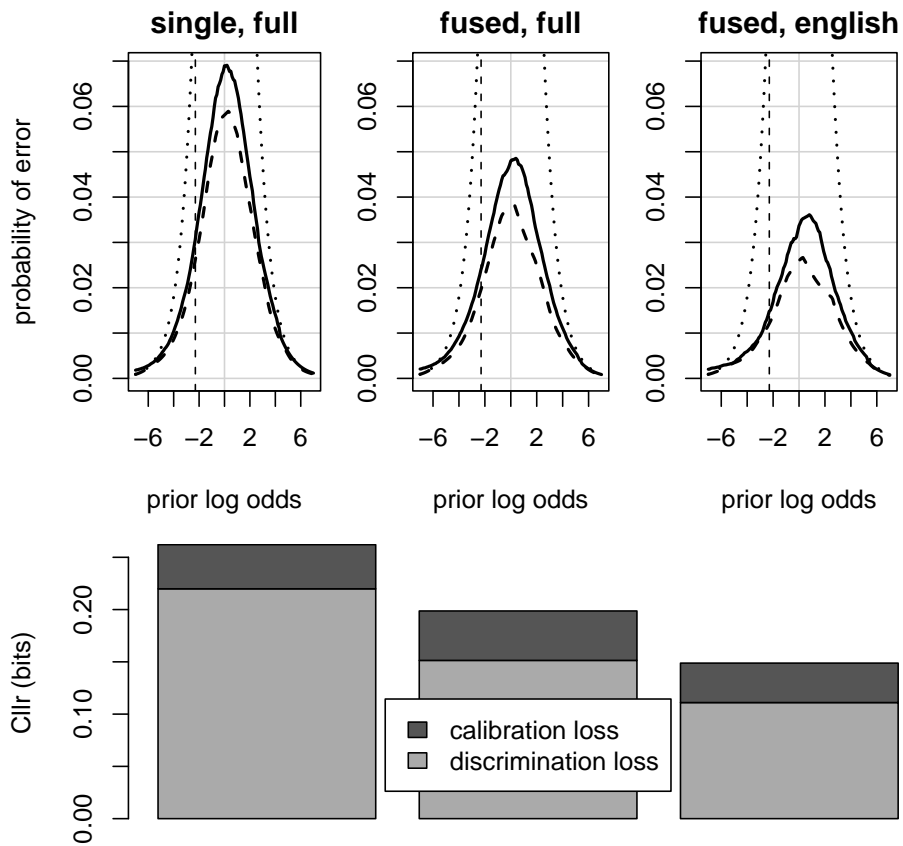 single, full
fused, full
fused, english
probability of error
0.00 0.02 0.04 0.06
0.00 0.02 0.04 0.06
0.00 0.02 0.04 0.06
−6 −2 2 6
−6 −2 2 6
−6 −2 2 6
prior log odds
prior log odds
prior log odds
Cllr (bits)
0.00 0.10 0.20
calibration loss
discrimination loss